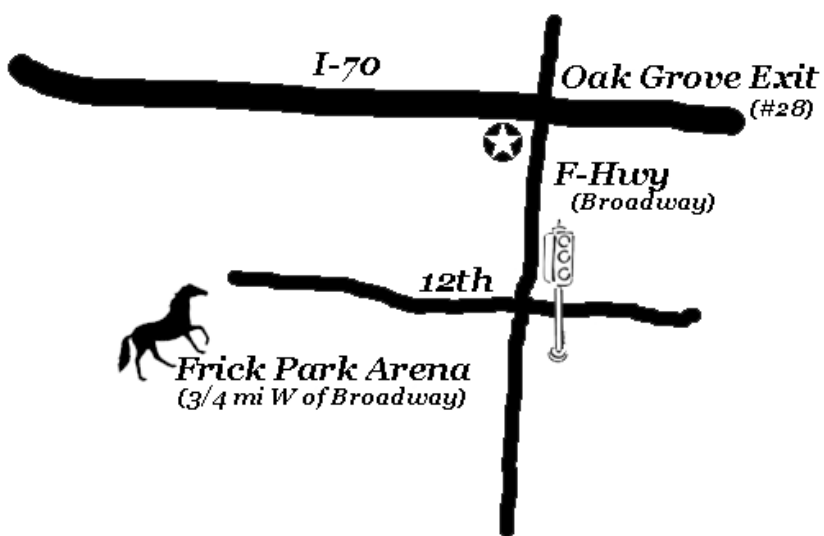 I-70
Oak Grove Exit
(#28)
F-Hwy
(Broadway)
12th
Frick Park Arena
(3/4 mi W of Broadway)